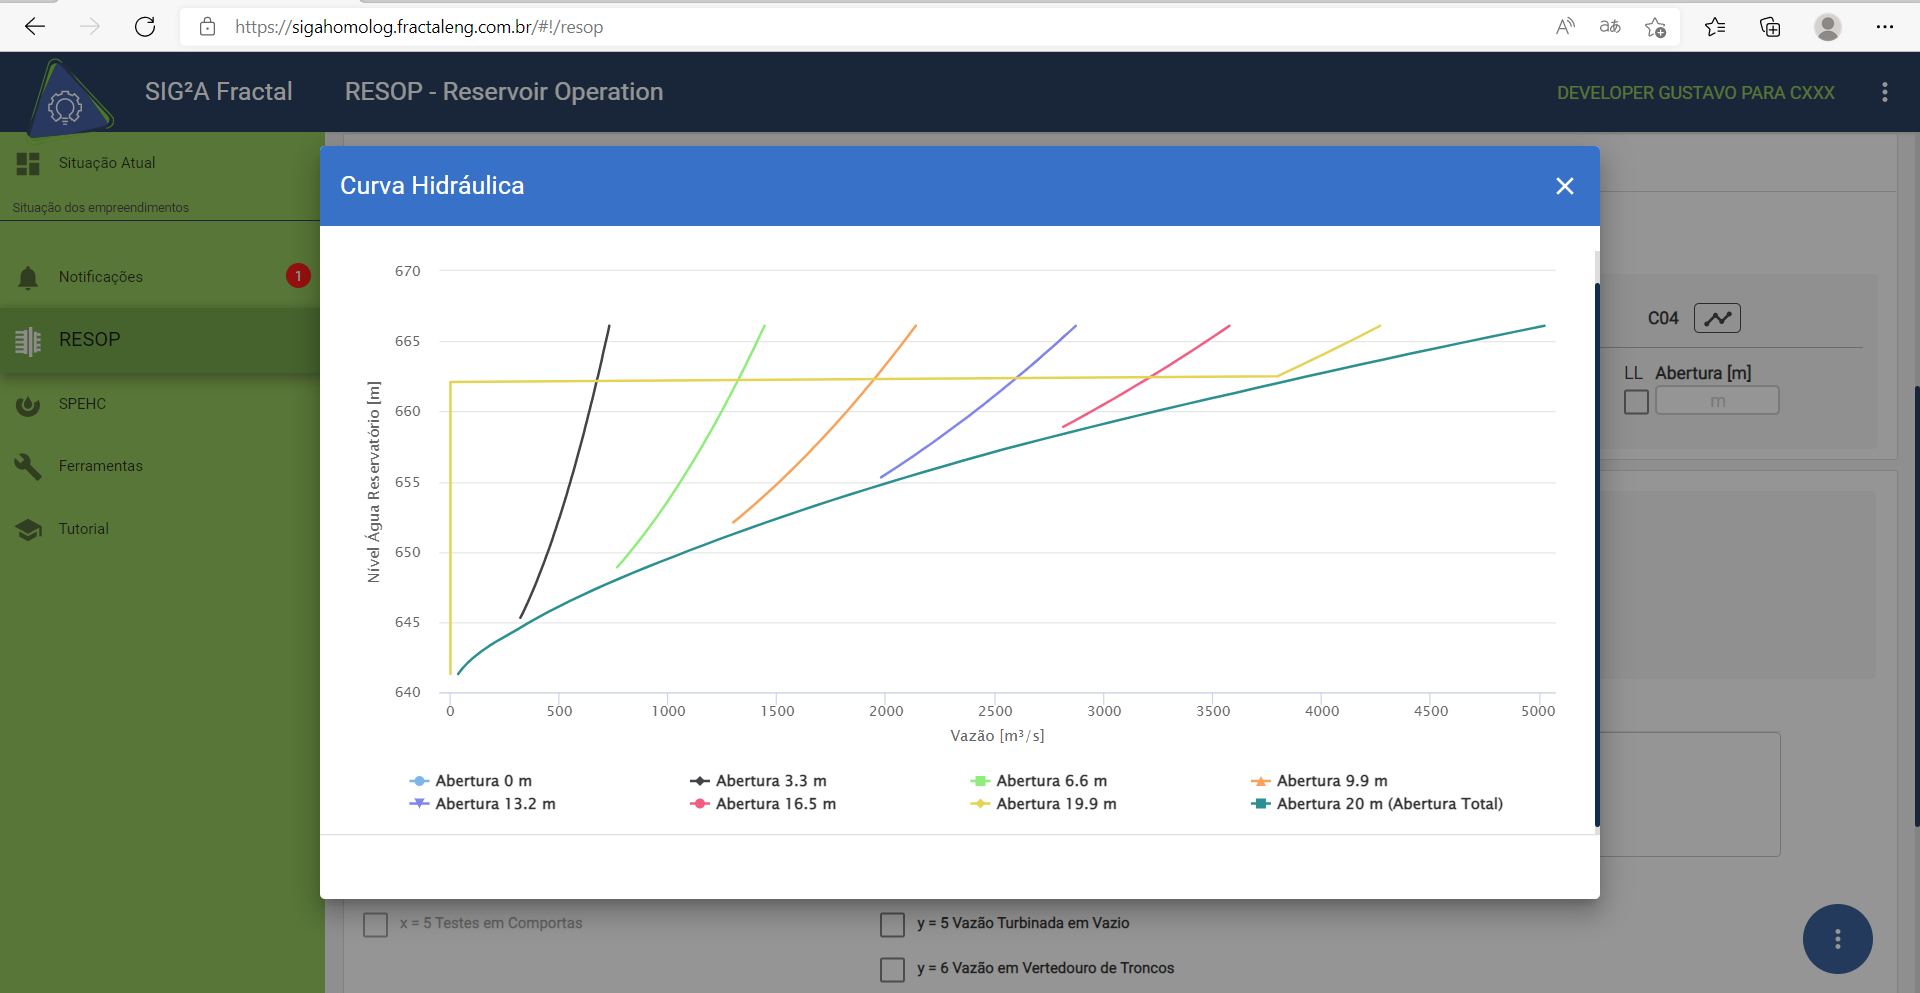 https://sigahomolog.fractaleng.com.br/#!/resop
SIG²A Fractal
RESOP - Reservoir Operation
DEVELOPER GUSTAVO PARA CXXX
Situação Atual
Situação dos empreendimentos
Notificações
1
RESOP
SPEHC
Ferramentas
Tutorial
Curva Hidráulica
670
665
660
655
650
645
640
Nível Água Reservatório [m]
0 500 1000 1500 2000 2500 3000 3500 4000 4500 5000
Vazão [m³/s]
Abertura 0 m
Abertura 3.3 m
Abertura 6.6 m
Abertura 9.9 m
Abertura 13.2 m
Abertura 16.5 m
Abertura 19.9 m
Abertura 20 m (Abertura Total)
C04
LL Abertura [m]
m
x = 5 Testes em Comportas
y = 5 Vazão Turbinada em Vazio
y = 6 Vazão em Vertedouro de Troncos